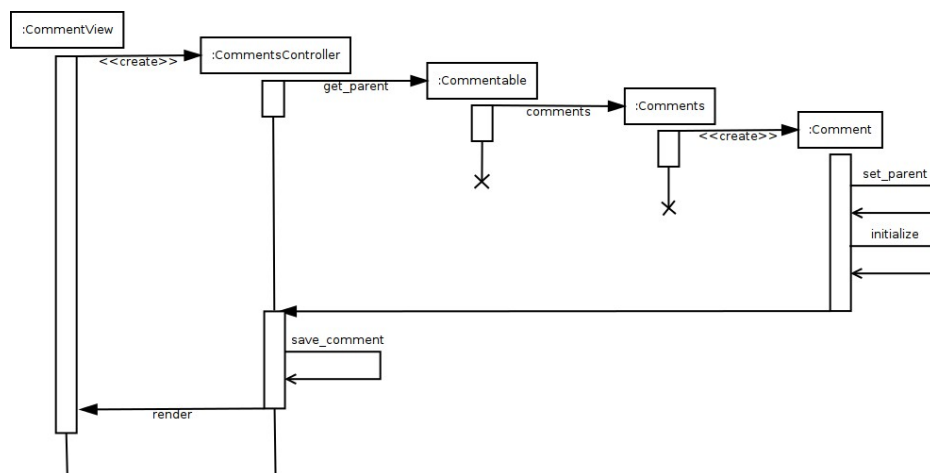 :CommentView
<<create>>
:CommentsController
get_parent
:Commentable
comments
:Comments
<<create>>
:Comment
set_parent
initialize
save_comment
render